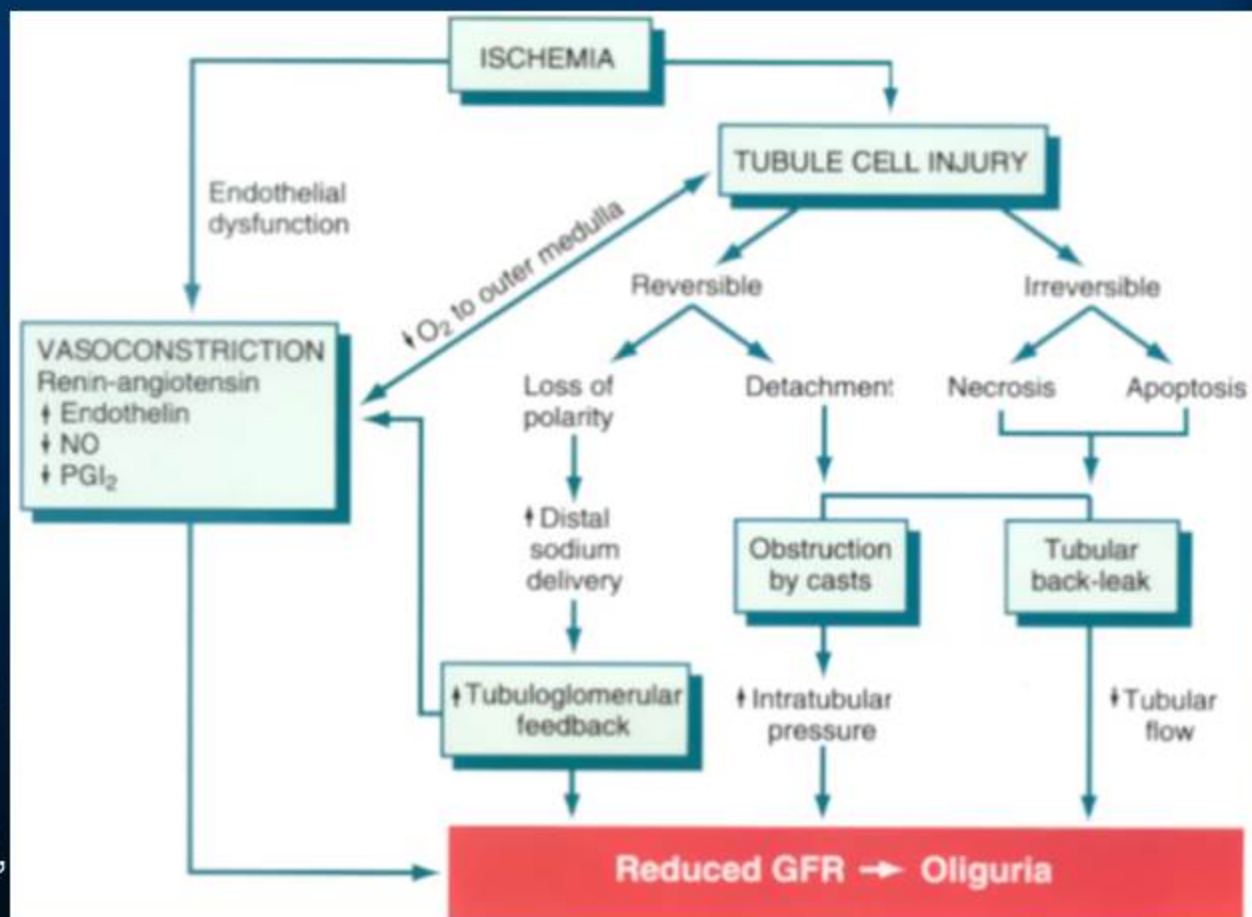 ISCHEMIA
TUBULE CELL INJURY
Endothelial
dysfunction
↓ O₂ to outer medulla
Reversible
Irreversible
VASOCONSTRICTION
Renin-angiotensin
↑ Endothelin
↓ NO
↓ PGI₂
Loss of
polarity
Detachment
Necrosis
Apoptosis
↑ Distal
sodium
delivery
Obstruction
by casts
Tubular
back-leak
↑ Tubuloglomerular
feedback
↑ Intratubular
pressure
↓ Tubular
flow
Reduced GFR → Oliguria